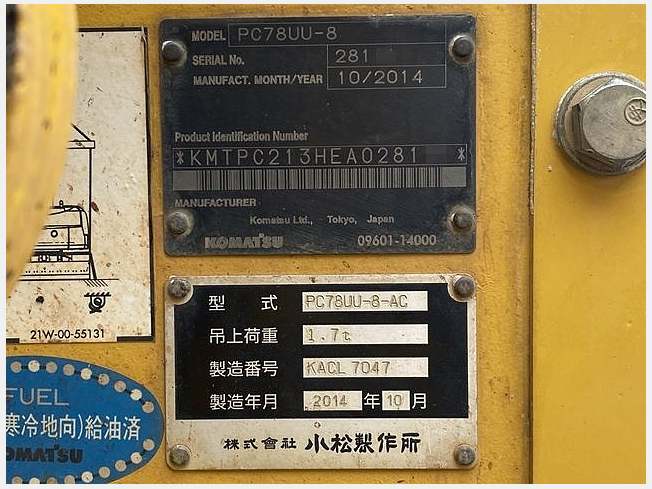 MODEL PC78UU-8
SERIAL No. 281
MANUFACT. MONTH/YEAR 10/2014
Product Identification Number
*KMTPC213HEA0281 *
MANUFACTURER
Komatsu Ltd., Tokyo, Japan
KOMATSU 09601-14000
型 式 PC78UU-8-AC
吊上荷重 1.7t
製造番号 KACL 7047
製造年月 2014 年 10 月
株式会社 小松製作所
21W-00-55131
FUEL
寒冷地向)給油済
OMATSU